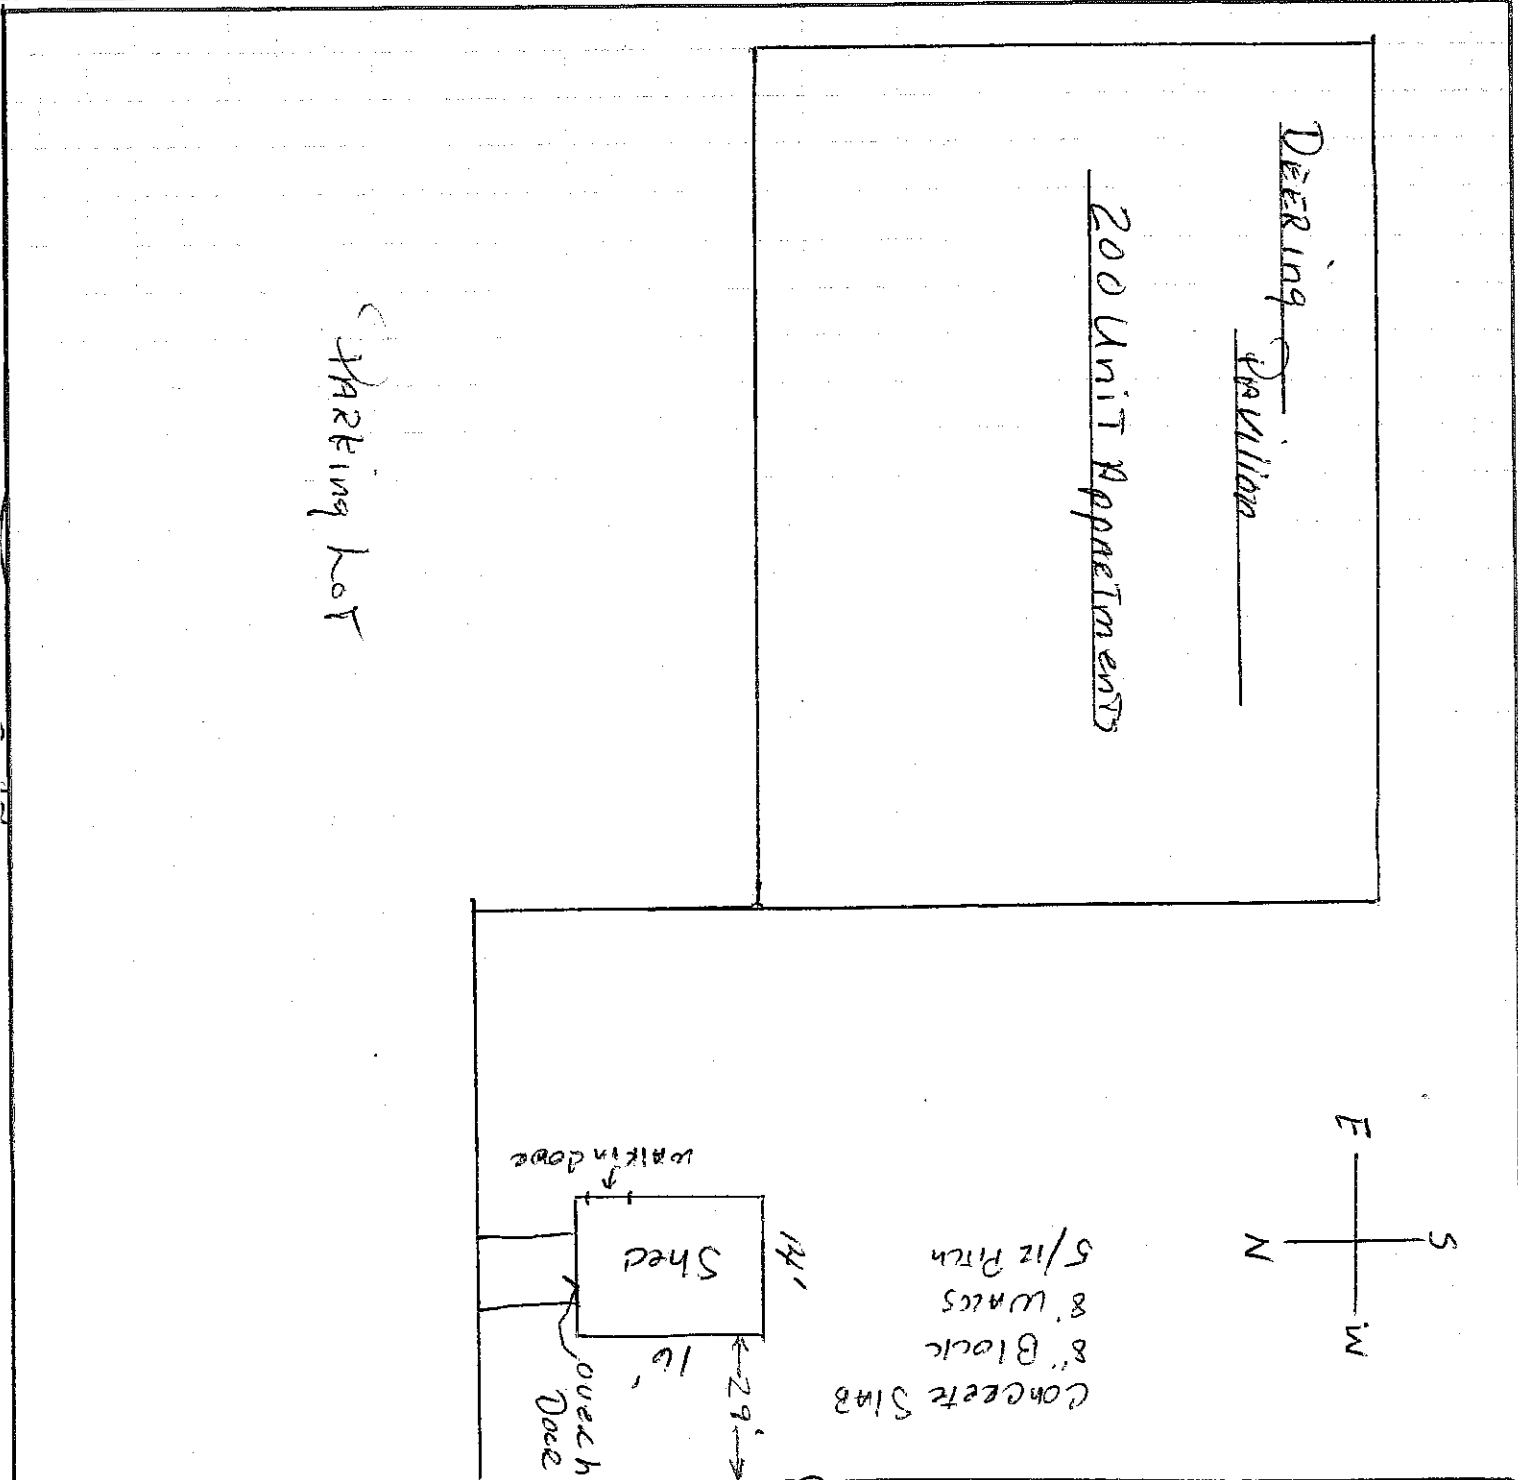 DEERing
PAVilion
200 UniT AppARTmenTs
PARKing LoT
E
S
N
W
Concrete SlAB
8" Block
8' WALLS
5/12 PiTch
14'
Shed
16'
WAlkin dooR
oveRh
DooR
←29'→